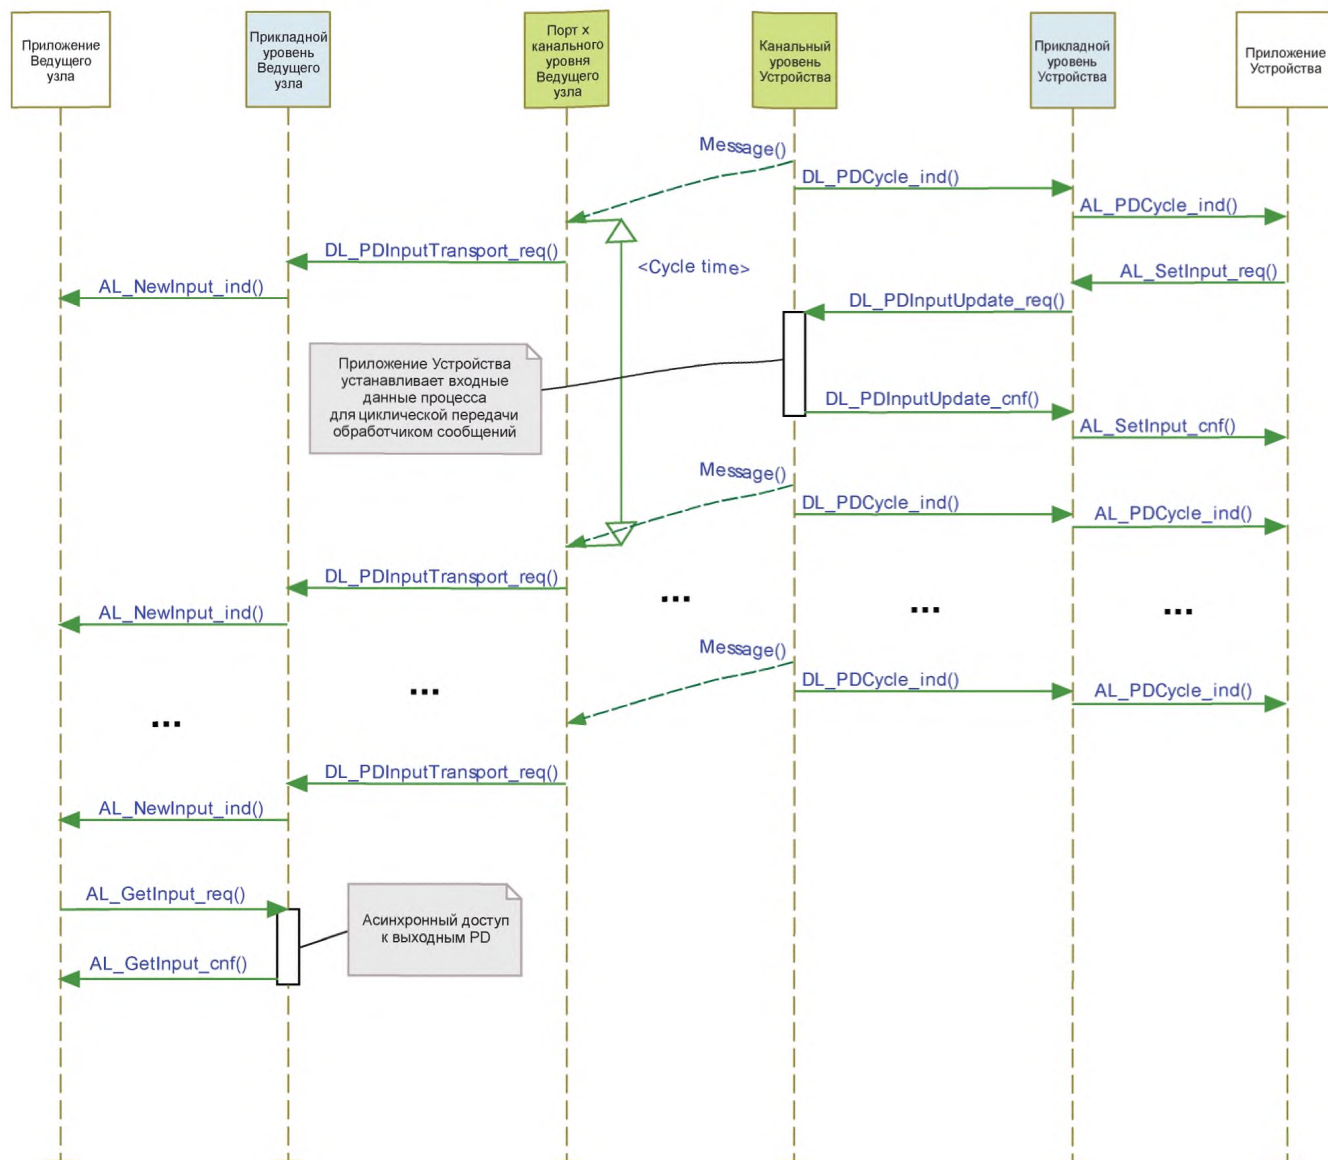 Приложение
Ведущего
узла
Прикладной
уровень
Ведущего
узла
Порт x
канального
уровня
Ведущего
узла
Канальный
уровень
Устройства
Прикладной
уровень
Устройства
Приложение
Устройства
Message()
DL_PDCycle_ind()
AL_PDCycle_ind()
DL_PDInputTransport_req()
<Cycle time>
AL_SetInput_req()
AL_NewInput_ind()
DL_PDInputUpdate_req()
Приложение Устройства
устанавливает входные
данные процесса
для циклической передачи
обработчиком сообщений
DL_PDInputUpdate_cnf()
AL_SetInput_cnf()
Message()
DL_PDCycle_ind()
AL_PDCycle_ind()
DL_PDInputTransport_req()
...
...
...
AL_NewInput_ind()
Message()
DL_PDCycle_ind()
AL_PDCycle_ind()
...
...
DL_PDInputTransport_req()
AL_NewInput_ind()
AL_GetInput_req()
Асинхронный доступ
к выходным PD
AL_GetInput_cnf()